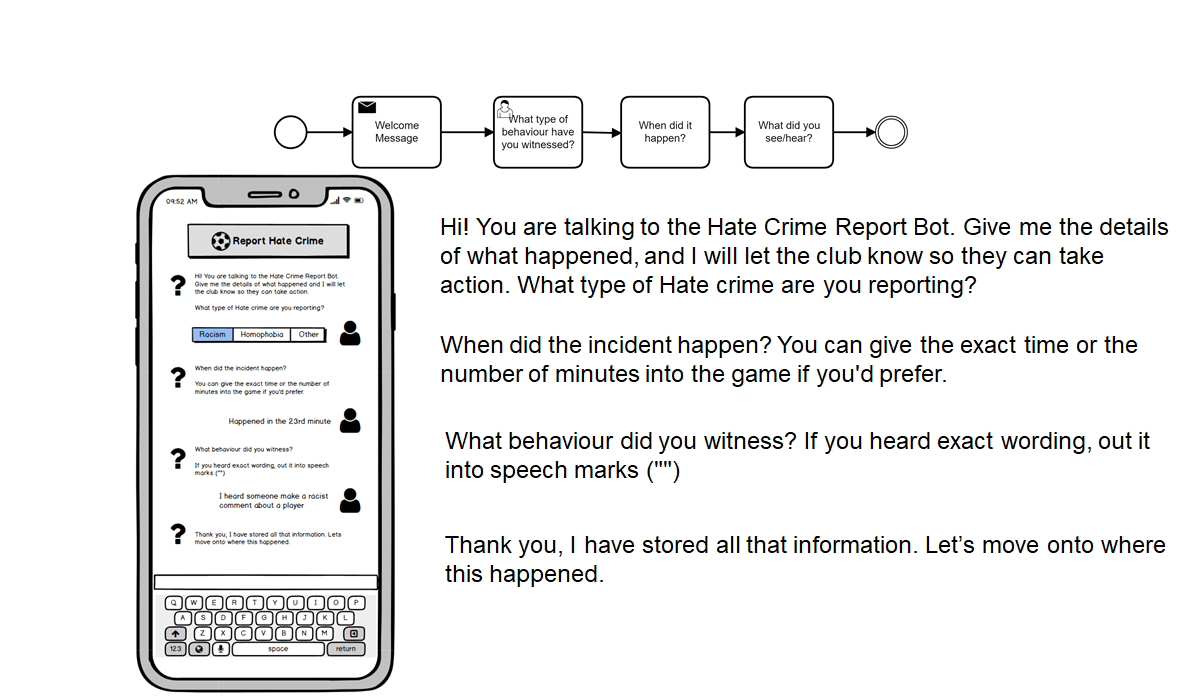 Welcome
Message
What type of
behaviour have
you witnessed?
When did it
happen?
What did you
see/hear?
09:52 AM
Report Hate Crime
Hi! You are talking to the Hate Crime Report Bot.
Give me the details of what happened and I will let
the club know so they can take action.
What type of Hate crime are you reporting?
Racism Homophobia Other
When did the incident happen?
You can give the exact time or the number of
minutes into the game if you'd prefer.
Happened in the 23rd minute
What behaviour did you witness?
If you heard exact wording, out it into speech
marks ("")
I heard someone make a racist
comment about a player
Thank you, I have stored all that information. Lets
move onto where this happened.
Q W E R T Y U I O P
A S D F G H J K L
Z X C V B N M
123 space return
Hi! You are talking to the Hate Crime Report Bot. Give me the details
of what happened, and I will let the club know so they can take
action. What type of Hate crime are you reporting?
When did the incident happen? You can give the exact time or the
number of minutes into the game if you'd prefer.
What behaviour did you witness? If you heard exact wording, out it
into speech marks ("")
Thank you, I have stored all that information. Let’s move onto where
this happened.